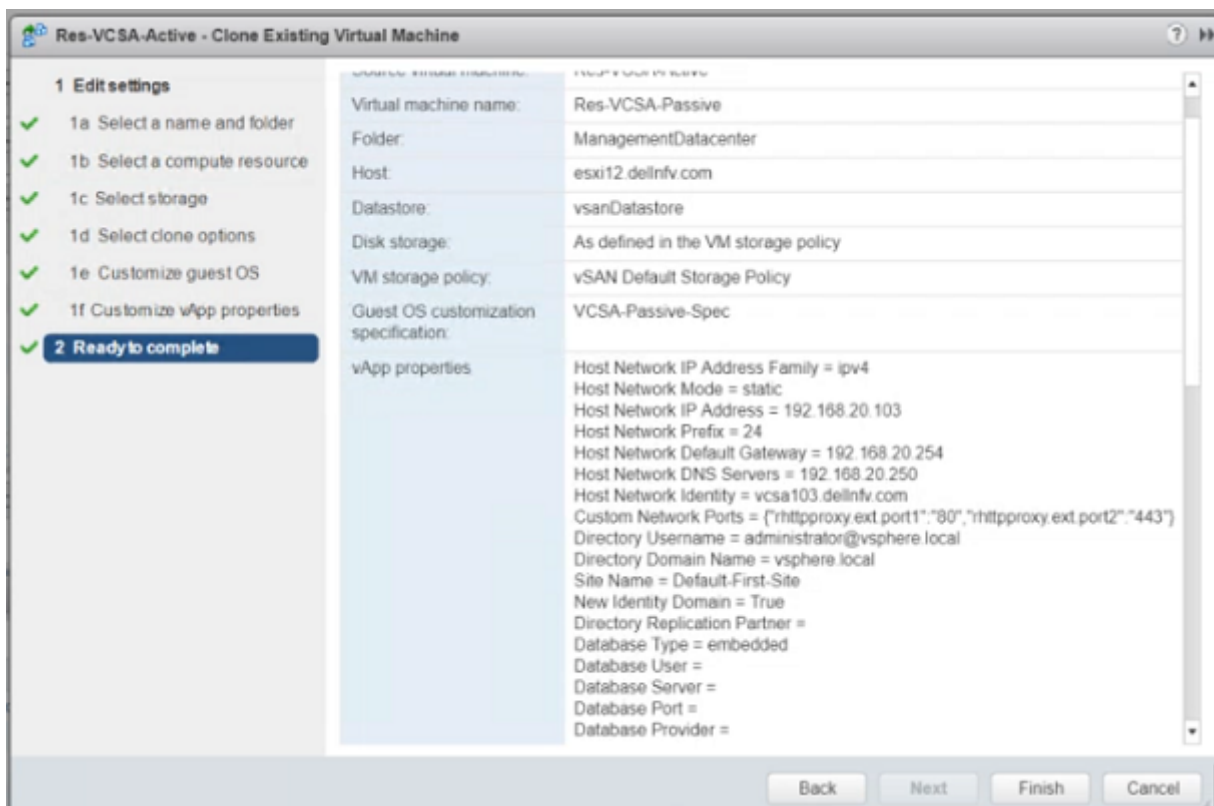 Res-VCSA-Active - Clone Existing Virtual Machine
1 Edit settings
1a Select a name and folder
1b Select a compute resource
1c Select storage
1d Select clone options
1e Customize guest OS
1f Customize vApp properties
2 Ready to complete
Source virtual machine: Res-VCSA-Active
Virtual machine name: Res-VCSA-Passive
Folder: ManagementDatacenter
Host: esxi12.dellnfv.com
Datastore: vsanDatastore
Disk storage: As defined in the VM storage policy
VM storage policy: vSAN Default Storage Policy
Guest OS customization specification: VCSA-Passive-Spec
vApp properties
Host Network IP Address Family = ipv4
Host Network Mode = static
Host Network IP Address = 192.168.20.103
Host Network Prefix = 24
Host Network Default Gateway = 192.168.20.254
Host Network DNS Servers = 192.168.20.250
Host Network Identity = vcsa103.dellnfv.com
Custom Network Ports = {"rhttpproxy.ext.port1":"80","rhttpproxy.ext.port2":"443"}
Directory Username = administrator@vsphere.local
Directory Domain Name = vsphere.local
Site Name = Default-First-Site
New Identity Domain = True
Directory Replication Partner =
Database Type = embedded
Database User =
Database Server =
Database Port =
Database Provider =
Back Next Finish Cancel